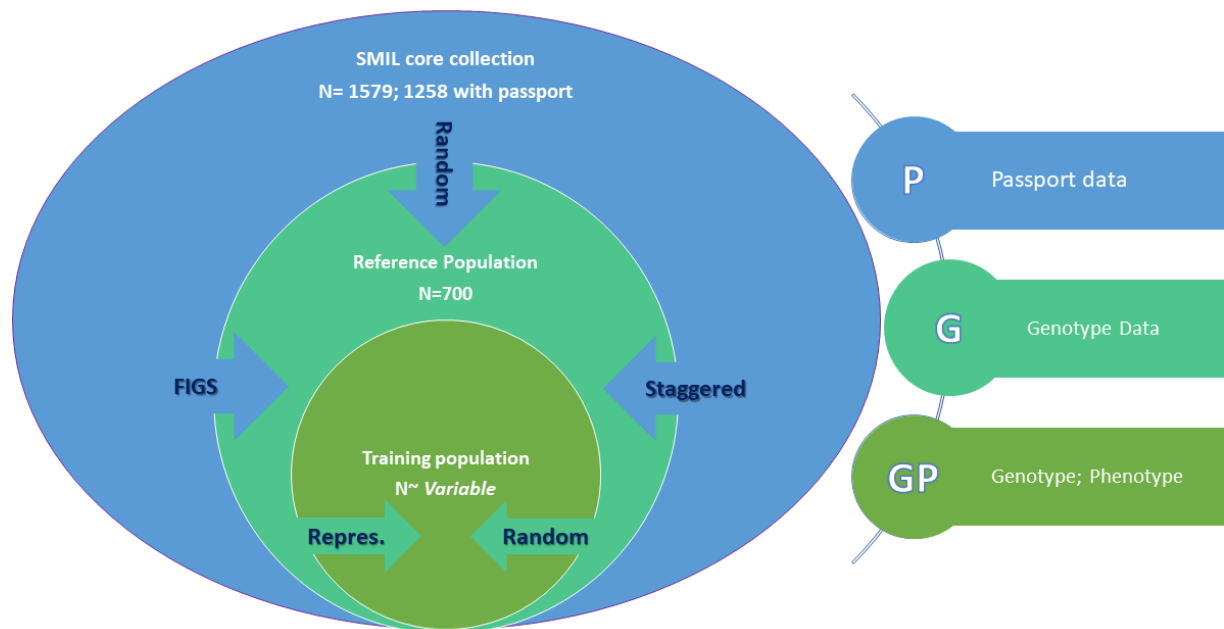 SMIL core collection
N= 1579; 1258 with passport
Random
Reference Population
N=700
FIGS
Staggered
Training population
N~ Variable
Repres.
Random
P
Passport data
G
Genotype Data
GP
Genotype; Phenotype